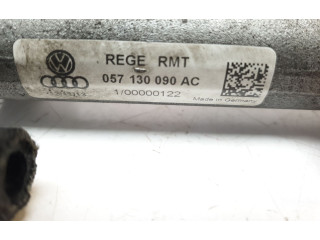 REGE RMT
057 130 090 AC
1/00000122
Made in Germany